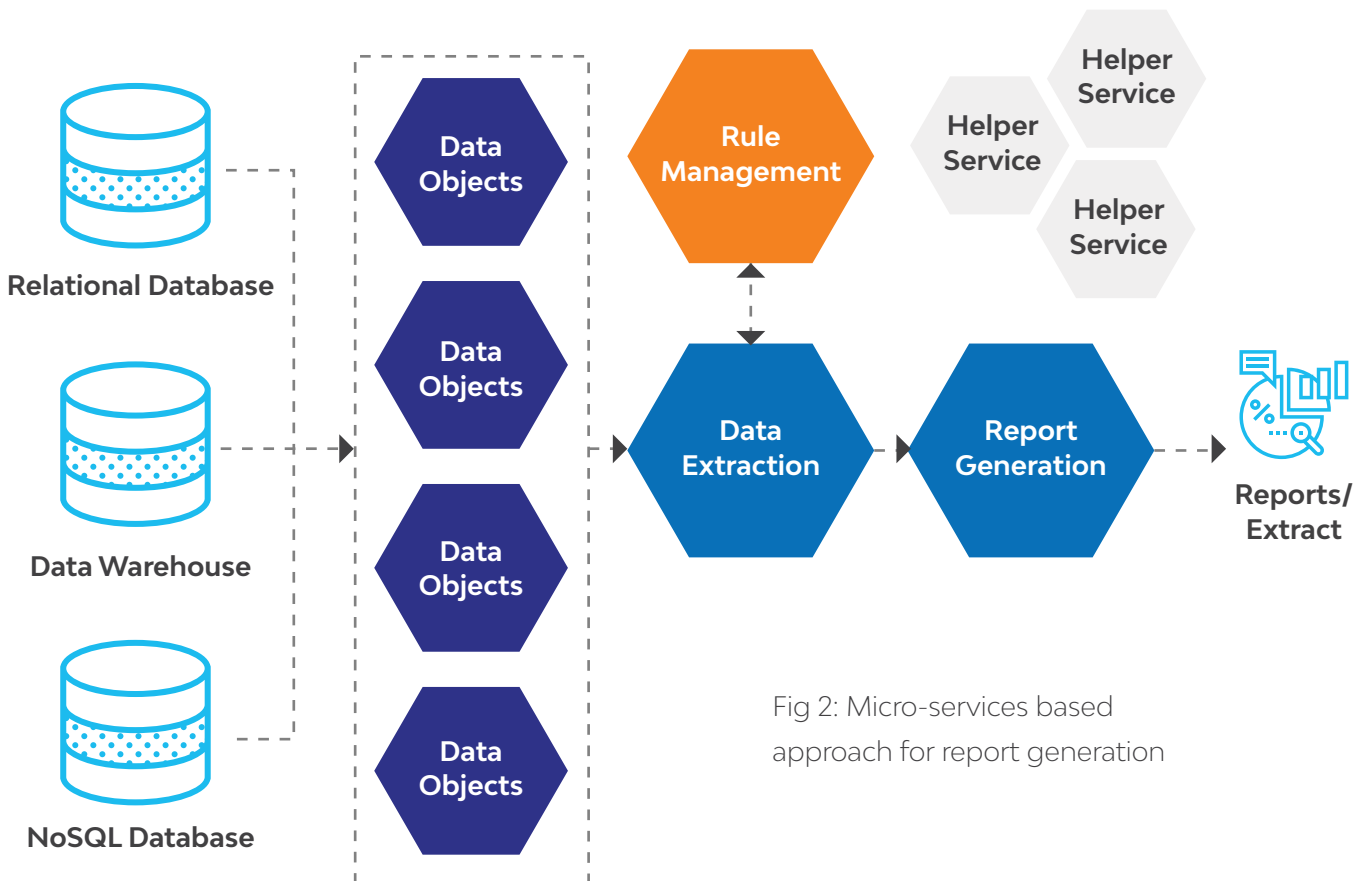 Relational Database
Data Warehouse
NoSQL Database
Data
Objects
Data
Objects
Data
Objects
Data
Objects
Rule
Management
Data
Extraction
Report
Generation
Helper
Service
Helper
Service
Helper
Service
%
Reports/
Extract
Fig 2: Micro-services based
approach for report generation